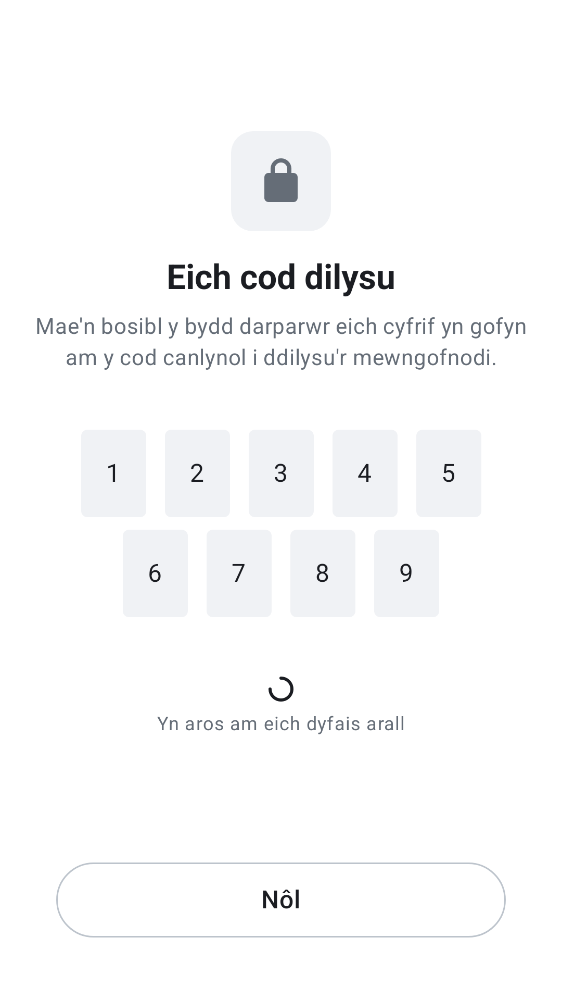 Eich cod dilysu
Mae'n bosibl y bydd darparwr eich cyfrif yn gofyn
am y cod canlynol i ddilysu'r mewngofnodi.
1 2 3 4 5
6 7 8 9
Yn aros am eich dyfais arall
Nôl